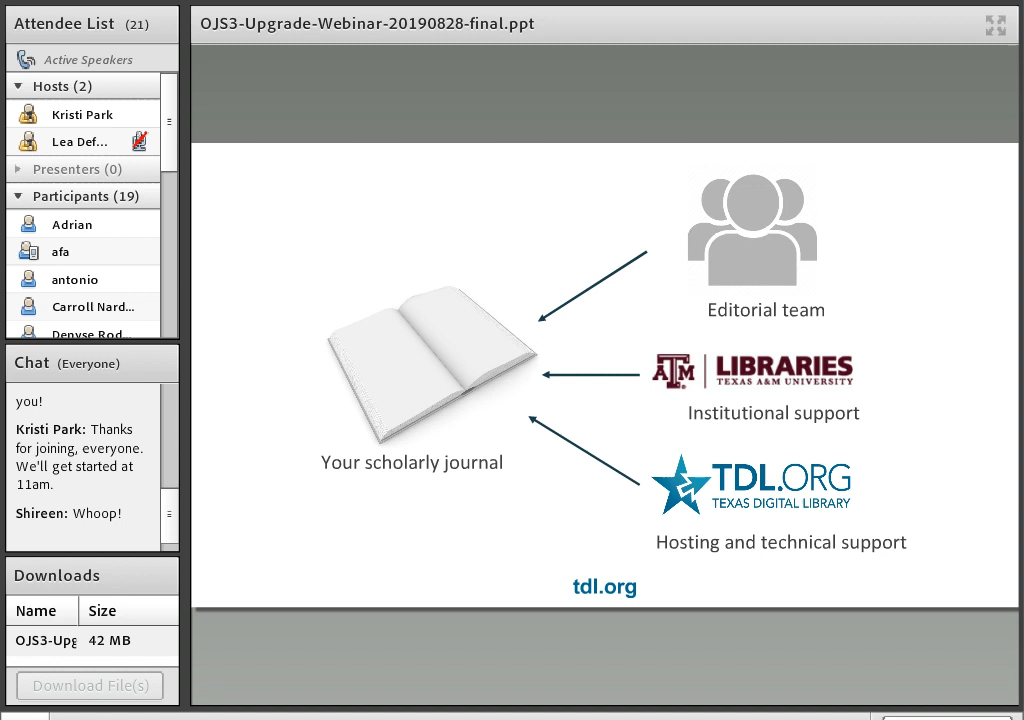 Attendee List (21)
Active Speakers
Hosts (2)
Kristi Park
Lea Def...
Presenters (0)
Participants (19)
Adrian
afa
antonio
Carroll Nard...
Denyse Rod...
Chat (Everyone)
you!
Kristi Park: Thanks
for joining, everyone.
We'll get started at
11am.
Shireen: Whoop!
Downloads
Name Size
OJS3-Upg 42 MB
Download File(s)
OJS3-Upgrade-Webinar-20190828-final.ppt
Editorial team
ATM LIBRARIES
TEXAS A&M UNIVERSITY
Institutional support
Your scholarly journal
TDL.ORG
TEXAS DIGITAL LIBRARY
Hosting and technical support
tdl.org